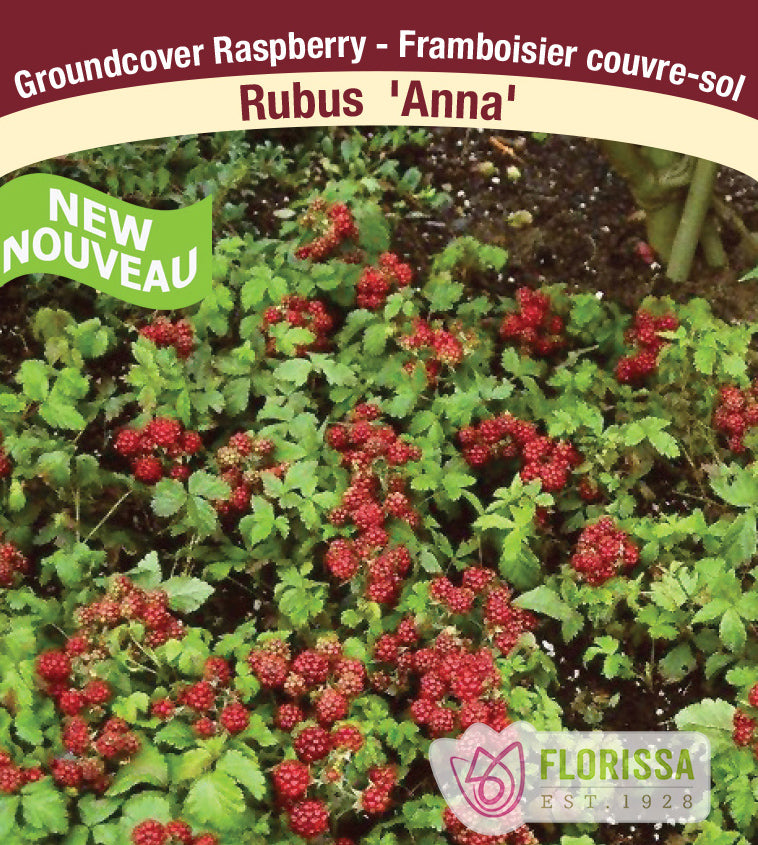 Groundcover Raspberry - Framboisier couvre-sol
Rubus 'Anna'
NEW
NOUVEAU
FLORISSA
EST. 1928